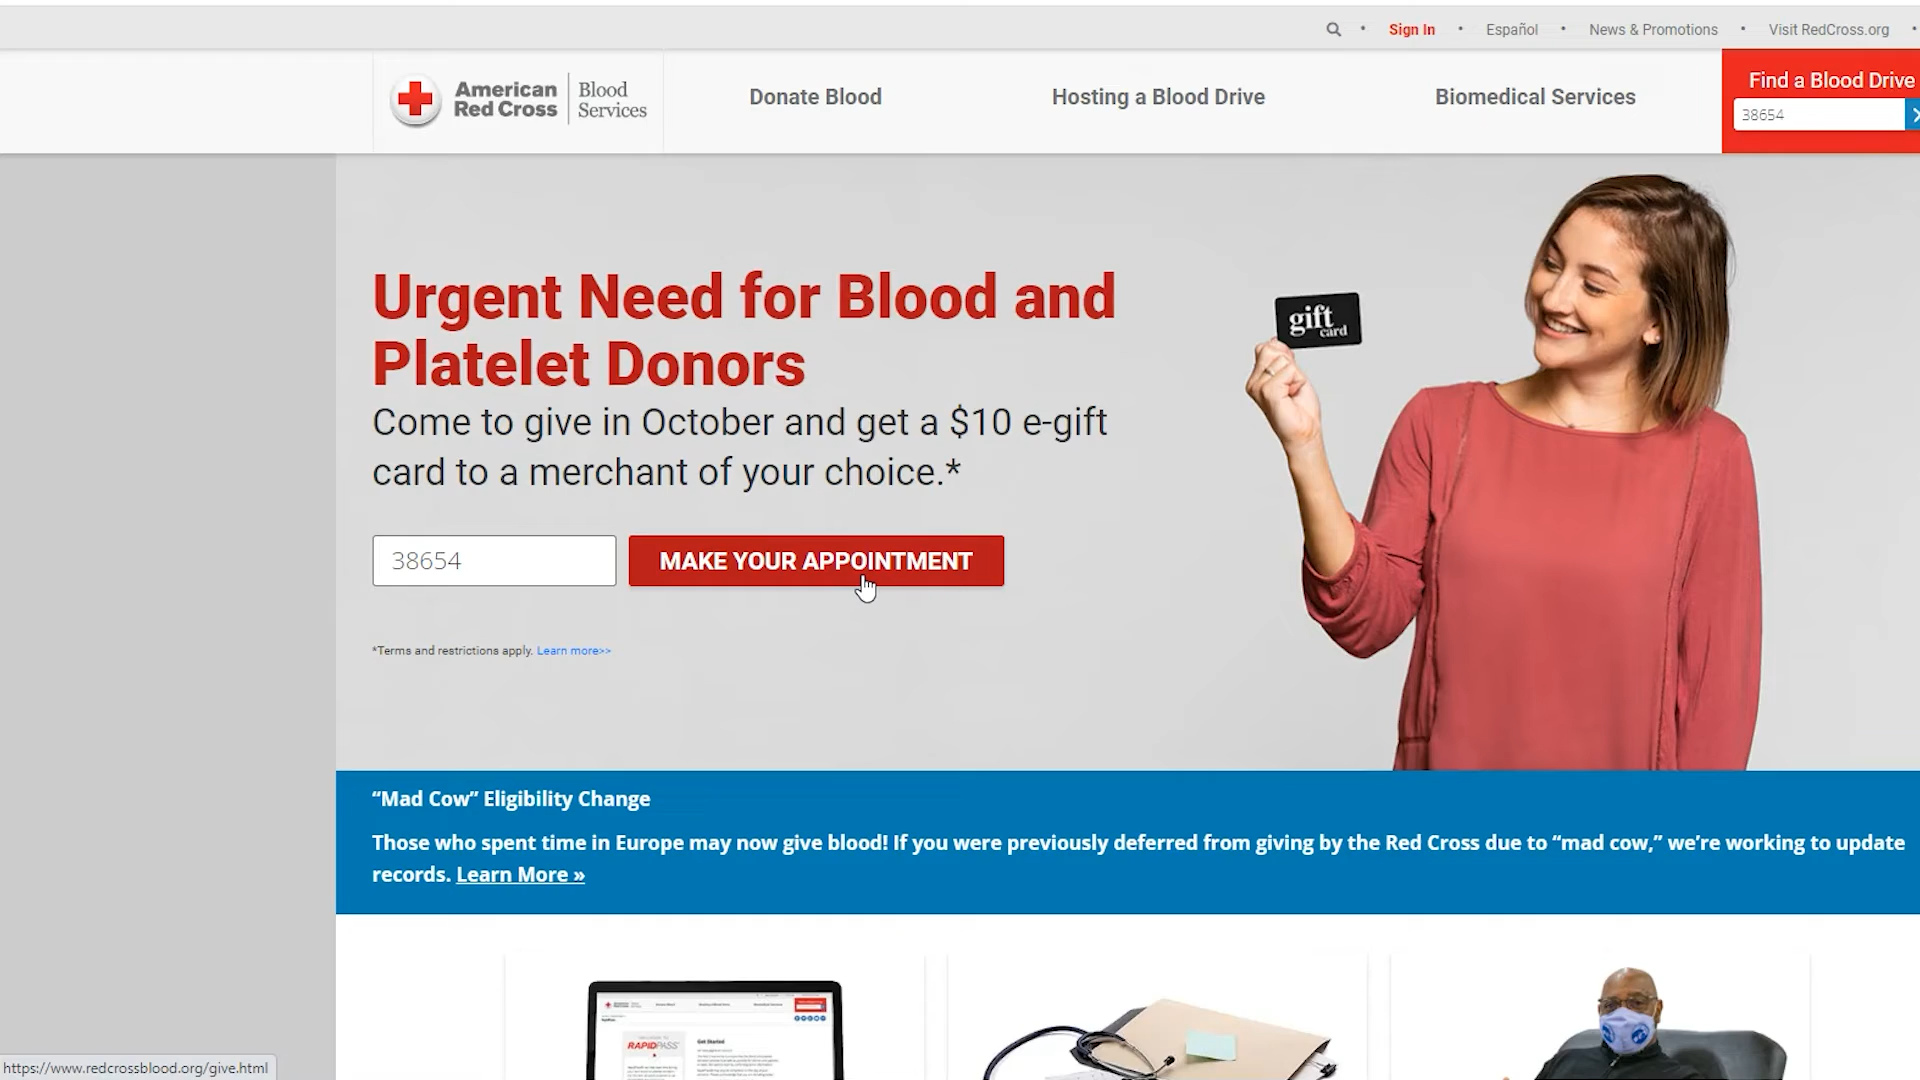 Sign In
Español
News & Promotions
Visit RedCross.org
American Red Cross
Blood Services
Donate Blood
Hosting a Blood Drive
Biomedical Services
Find a Blood Drive
38654
Urgent Need for Blood and
Platelet Donors
Come to give in October and get a $10 e-gift
card to a merchant of your choice.*
38654
MAKE YOUR APPOINTMENT
*Terms and restrictions apply. Learn more>>
gift
card
“Mad Cow” Eligibility Change
Those who spent time in Europe may now give blood! If you were previously deferred from giving by the Red Cross due to “mad cow,” we’re working to update
records. Learn More »
RAPIDPASS
Get Started
https://www.redcrossblood.org/give.html